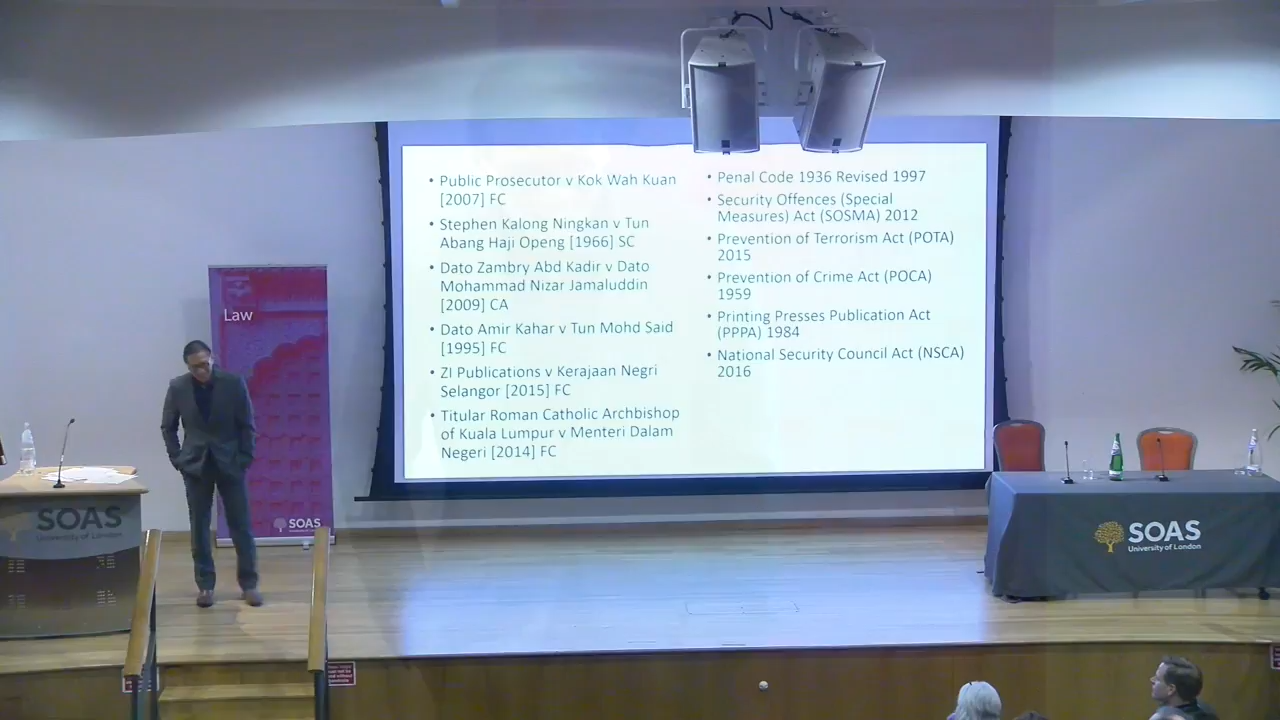 • Public Prosecutor v Kok Wah Kuan
[2007] FC
• Stephen Kalong Ningkan v Tun
Abang Haji Openg [1966] SC
• Dato Zambry Abd Kadir v Dato
Mohammad Nizar Jamaluddin
[2009] CA
• Dato Amir Kahar v Tun Mohd Said
[1995] FC
• ZI Publications v Kerajaan Negri
Selangor [2015] FC
• Titular Roman Catholic Archbishop
of Kuala Lumpur v Menteri Dalam
Negeri [2014] FC
• Penal Code 1936 Revised 1997
• Security Offences (Special
Measures) Act (SOSMA) 2012
• Prevention of Terrorism Act (POTA)
2015
• Prevention of Crime Act (POCA)
1959
• Printing Presses Publication Act
(PPPA) 1984
• National Security Council Act (NSCA)
2016
Law
SOAS
SOAS
University of London
SOAS
University of London